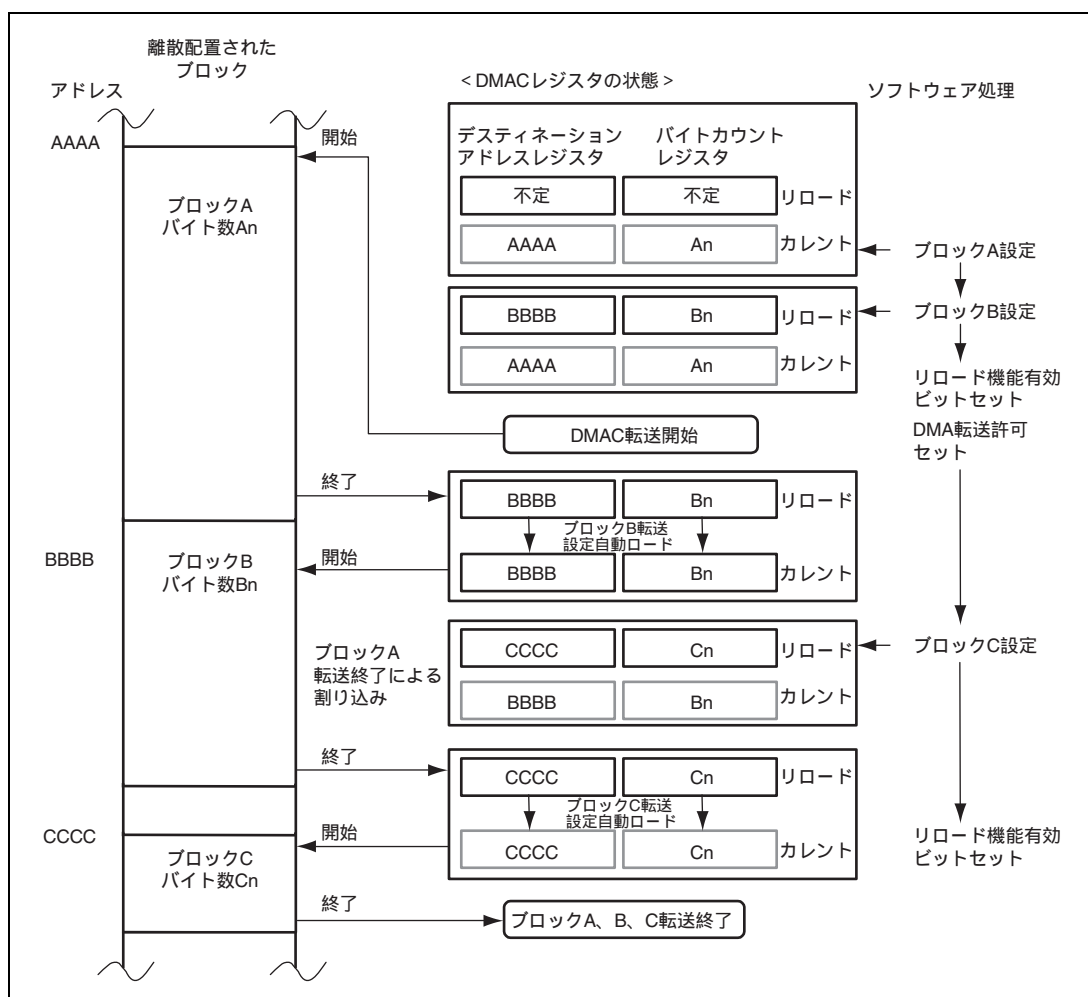 離散配置された
ブロック
アドレス
<DMACレジスタの状態>
ソフトウェア処理
AAAA
開始
デスティネーション
アドレスレジスタ
バイトカウント
レジスタ
ブロックA
バイト数An
不定
不定
リロード
AAAA
An
カレント
ブロックA設定
BBBB
Bn
リロード
ブロックB設定
AAAA
An
カレント
リロード機能有効
ビットセット
DMAC転送開始
DMA転送許可
セット
終了
BBBB
Bn
リロード
ブロックB転送
設定自動ロード
BBBB
ブロックB
バイト数Bn
開始
BBBB
Bn
カレント
ブロックA
転送終了による
割り込み
CCCC
Cn
リロード
ブロックC設定
BBBB
Bn
カレント
終了
CCCC
Cn
リロード
ブロックC転送
設定自動ロード
CCCC
開始
CCCC
Cn
カレント
リロード機能有効
ビットセット
ブロックC
バイト数Cn
終了
ブロックA、B、C転送終了